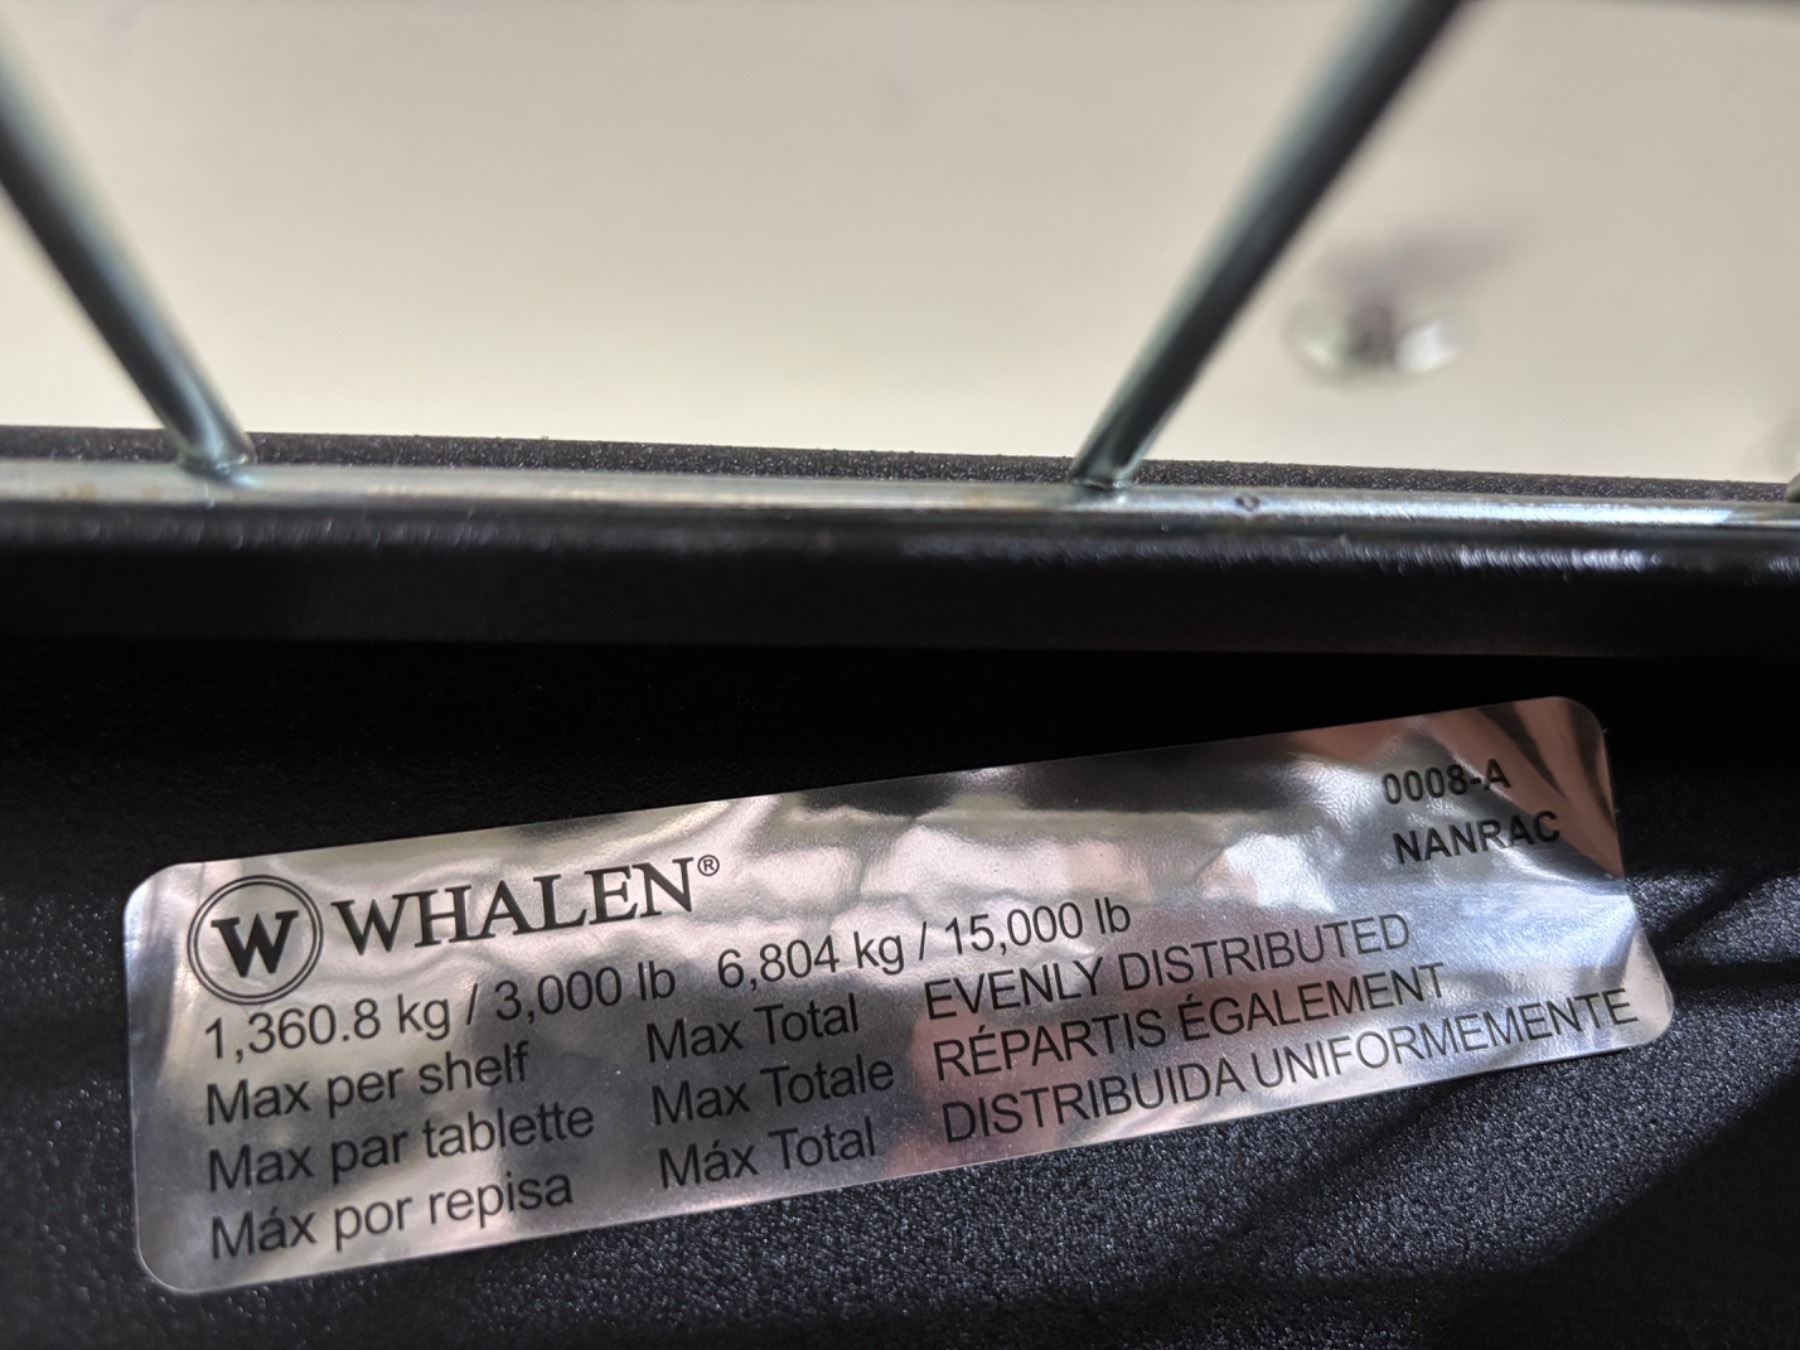 0008-A
NANRAC
W WHALEN®
1,360.8 kg / 3,000 lb 6,804 kg / 15,000 lb
Max per shelf Max Total EVENLY DISTRIBUTED
Max par tablette Max Totale RÉPARTIS ÉGALEMENT
Máx por repisa Máx Total DISTRIBUIDA UNIFORMEMENTE